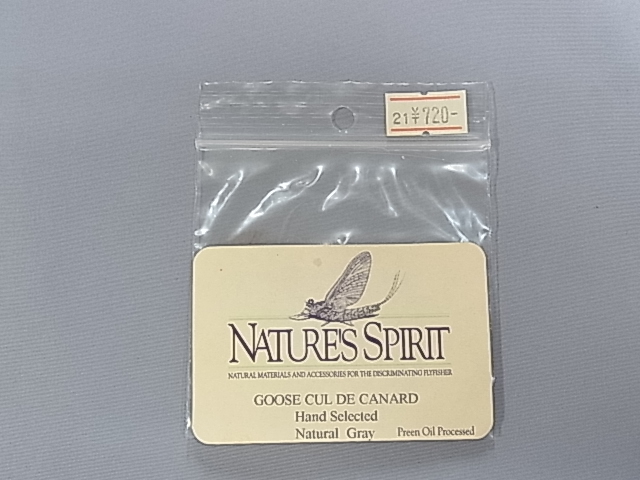 21 ¥720-
NATURE'S SPIRIT
NATURAL MATERIALS AND ACCESSORIES FOR THE DISCRIMINATING FLYFISHER
GOOSE CUL DE CANARD
Hand Selected
Natural Gray Preen Oil Processed